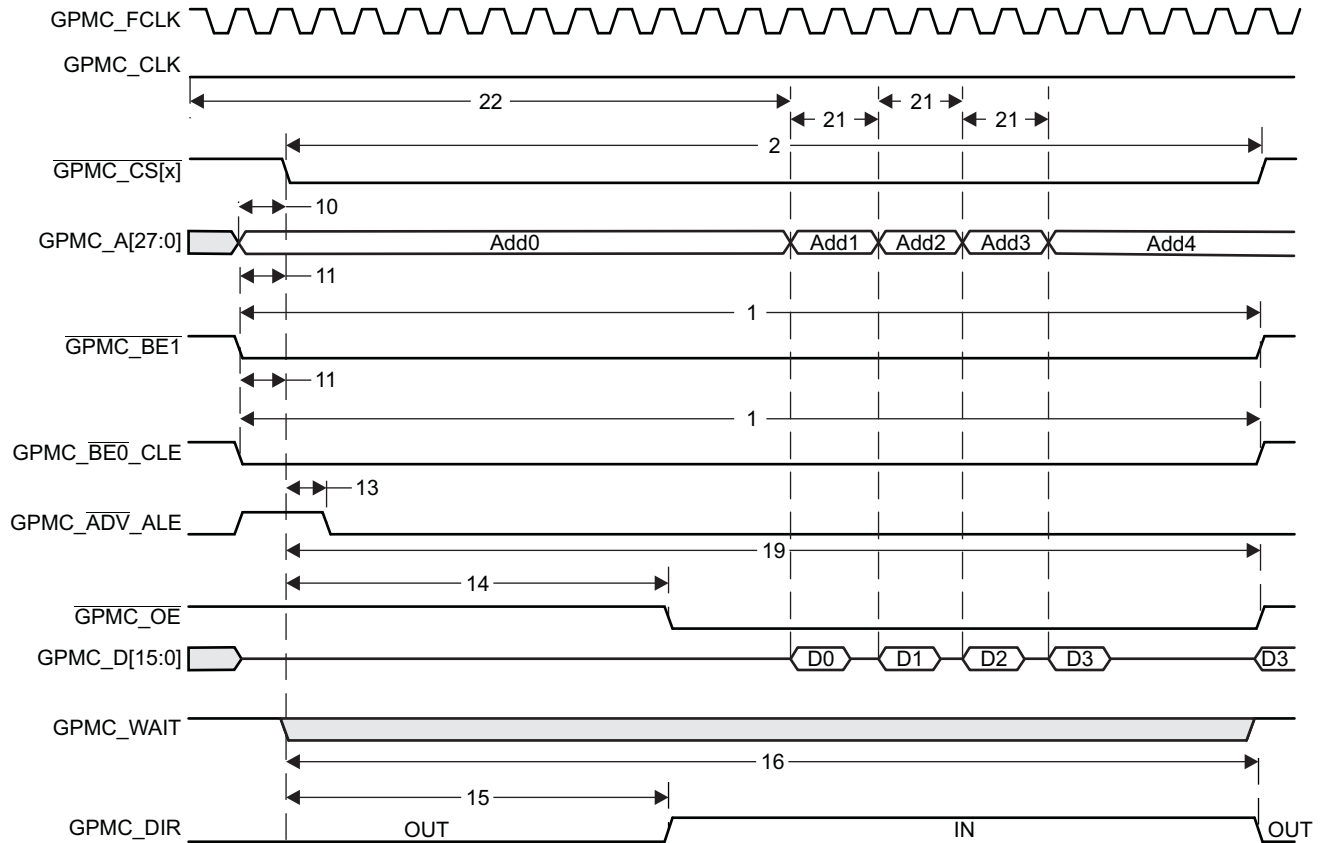 GPMC_FCLK
GPMC_CLK
22
21
21
21
2
GPMC_CS[x]
10
GPMC_A[27:0]
Add0
Add1
Add2
Add3
Add4
11
1
GPMC_BE1
11
1
GPMC_BE0_CLE
13
GPMC_ADV_ALE
19
14
GPMC_OE
GPMC_D[15:0]
D0
D1
D2
D3
D3
GPMC_WAIT
16
15
GPMC_DIR
OUT
IN
OUT